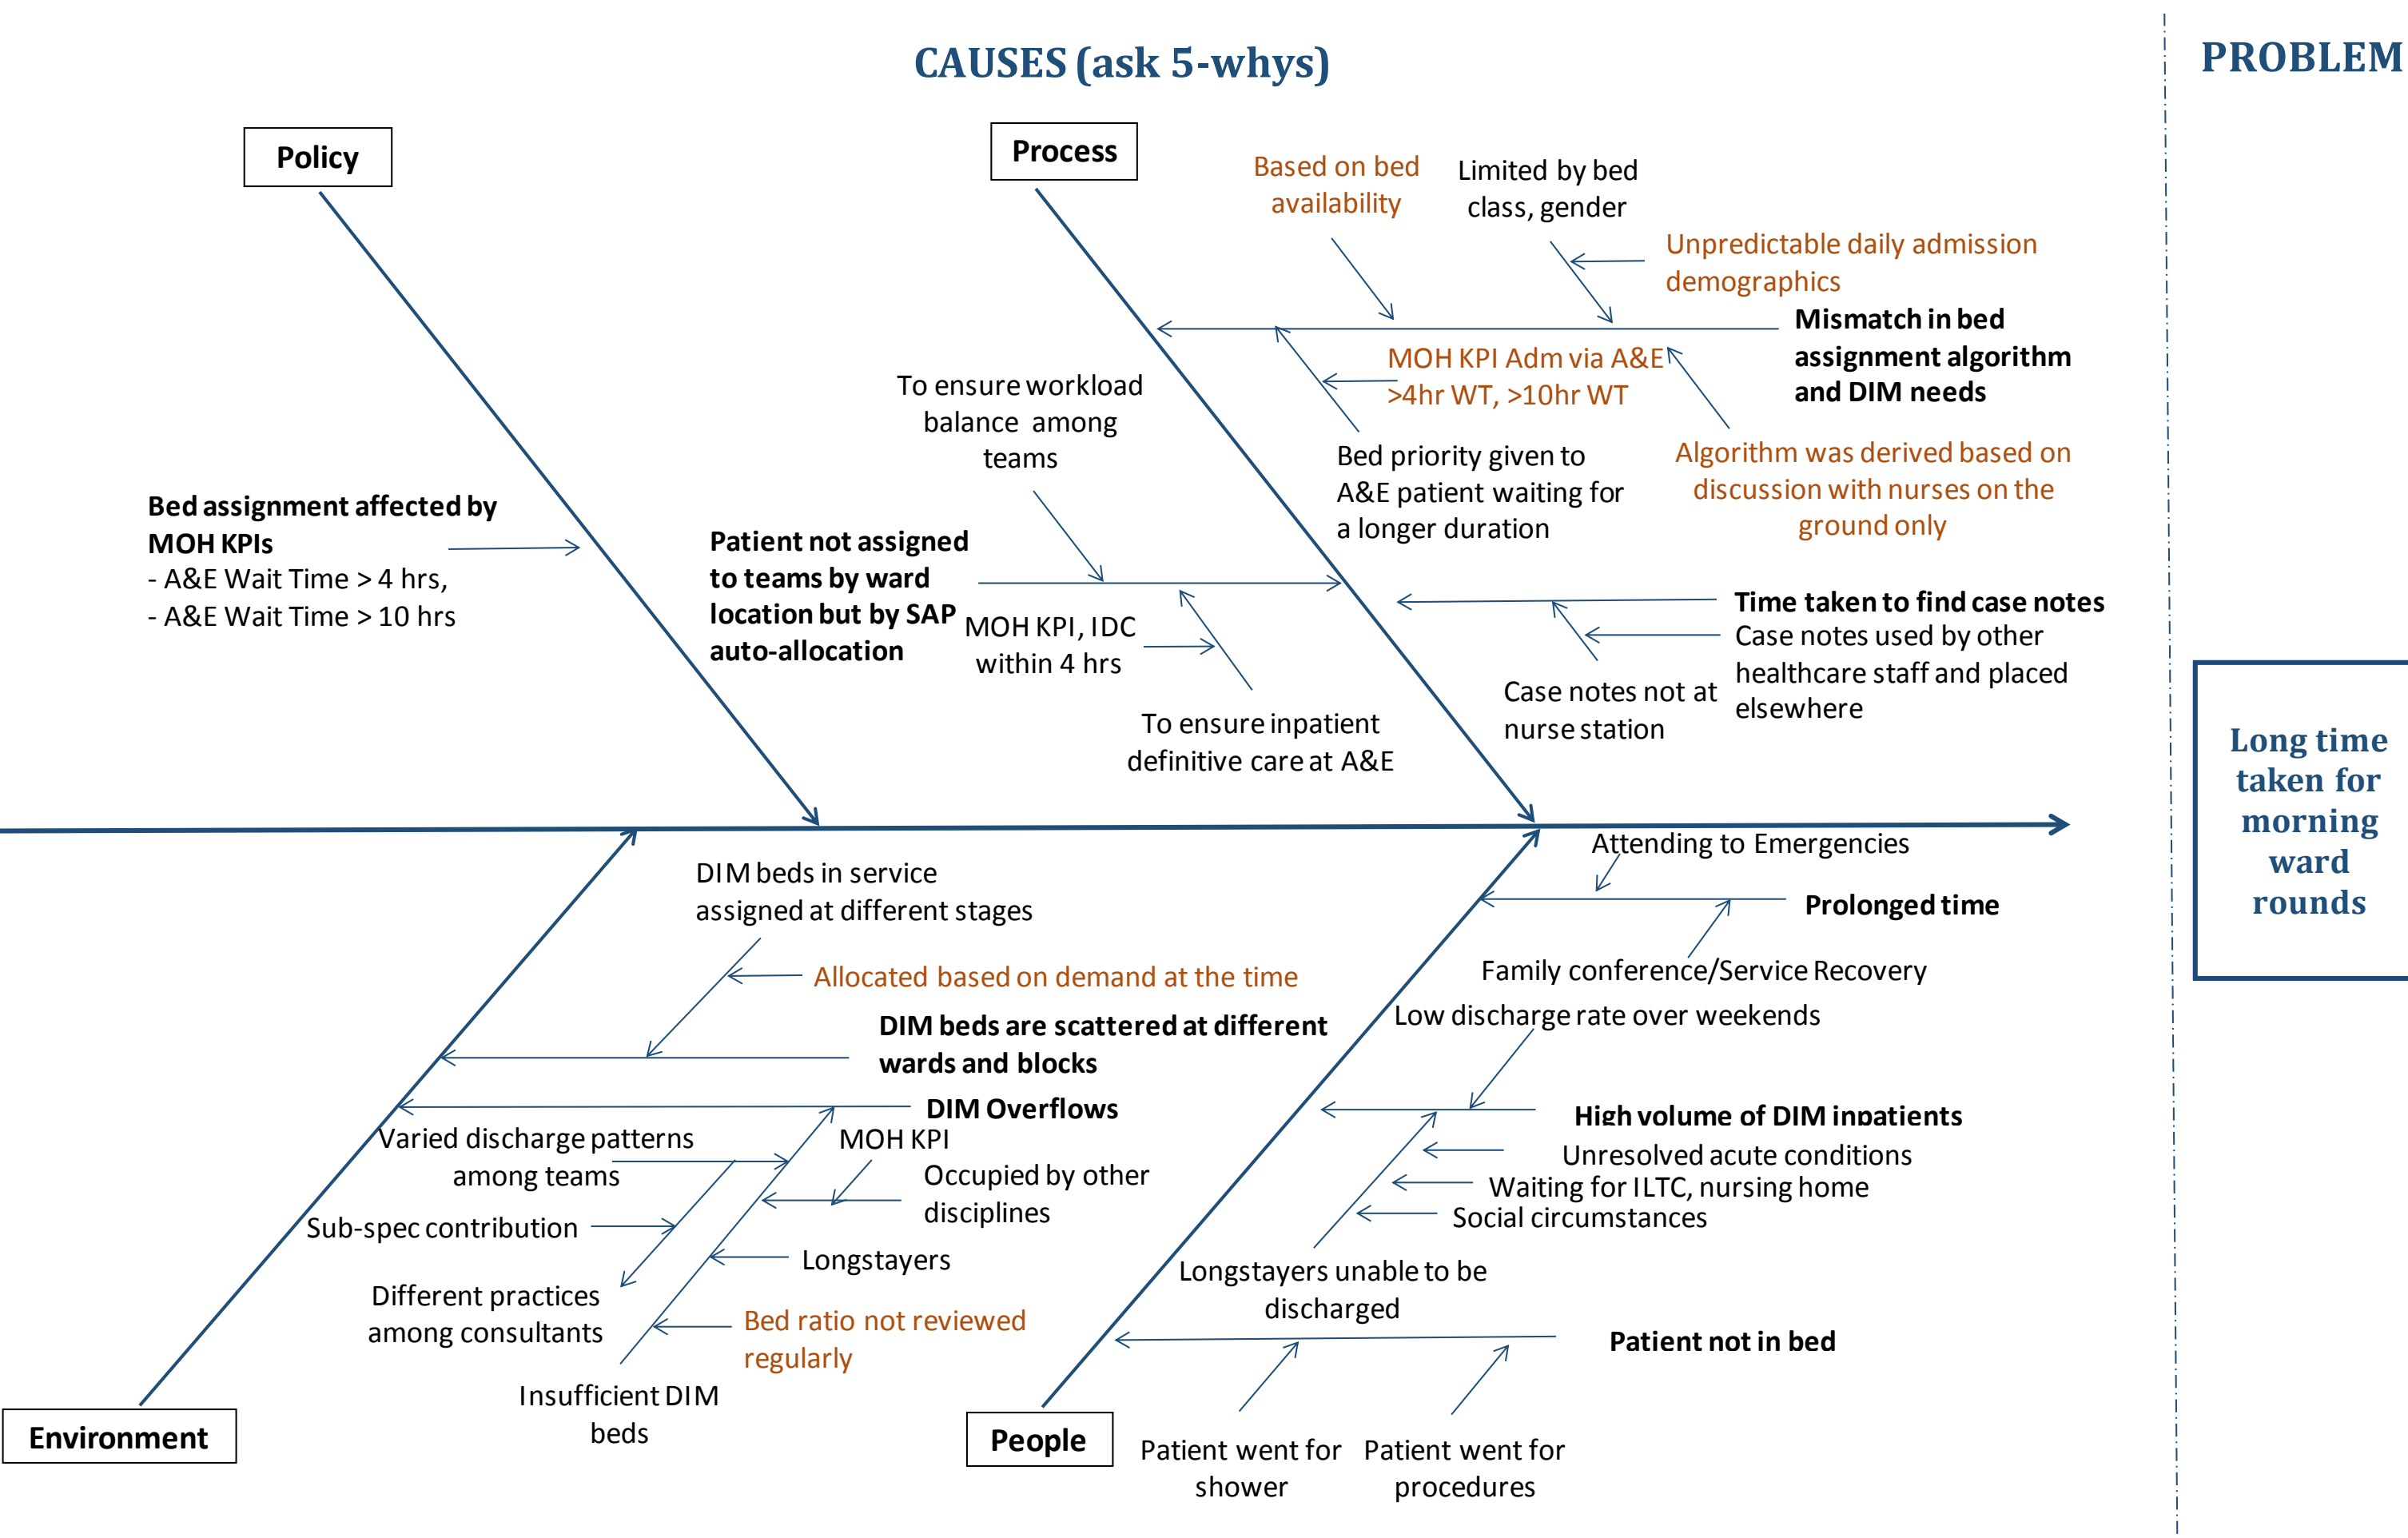 CAUSES (ask 5-whys)
PROBLEM
Policy
Process
Based on bed
availability
Limited by bed
class, gender
Unpredictable daily admission
demographics
Mismatch in bed
assignment algorithm
and DIM needs
MOH KPI Adm via A&E
>4hr WT, >10hr WT
To ensure workload
balance among
teams
Bed priority given to
A&E patient waiting for
a longer duration
Algorithm was derived based on
discussion with nurses on the
ground only
Bed assignment affected by
MOH KPIs
- A&E Wait Time > 4 hrs,
- A&E Wait Time > 10 hrs
Patient not assigned
to teams by ward
location but by SAP
auto-allocation
MOH KPI, IDC
within 4 hrs
To ensure inpatient
definitive care at A&E
Time taken to find case notes
Case notes used by other
healthcare staff and placed
elsewhere
Case notes not at
nurse station
Long time
taken for
morning
ward
rounds
DIM beds in service
assigned at different stages
Allocated based on demand at the time
DIM beds are scattered at different
wards and blocks
DIM Overflows
Varied discharge patterns
among teams
MOH KPI
Occupied by other
disciplines
Sub-spec contribution
Longstayers
Different practices
among consultants
Bed ratio not reviewed
regularly
Insufficient DIM
beds
Environment
Attending to Emergencies
Prolonged time
Family conference/Service Recovery
Low discharge rate over weekends
High volume of DIM inpatients
Unresolved acute conditions
Waiting for ILTC, nursing home
Social circumstances
Longstayers unable to be
discharged
Patient not in bed
People
Patient went for
shower
Patient went for
procedures